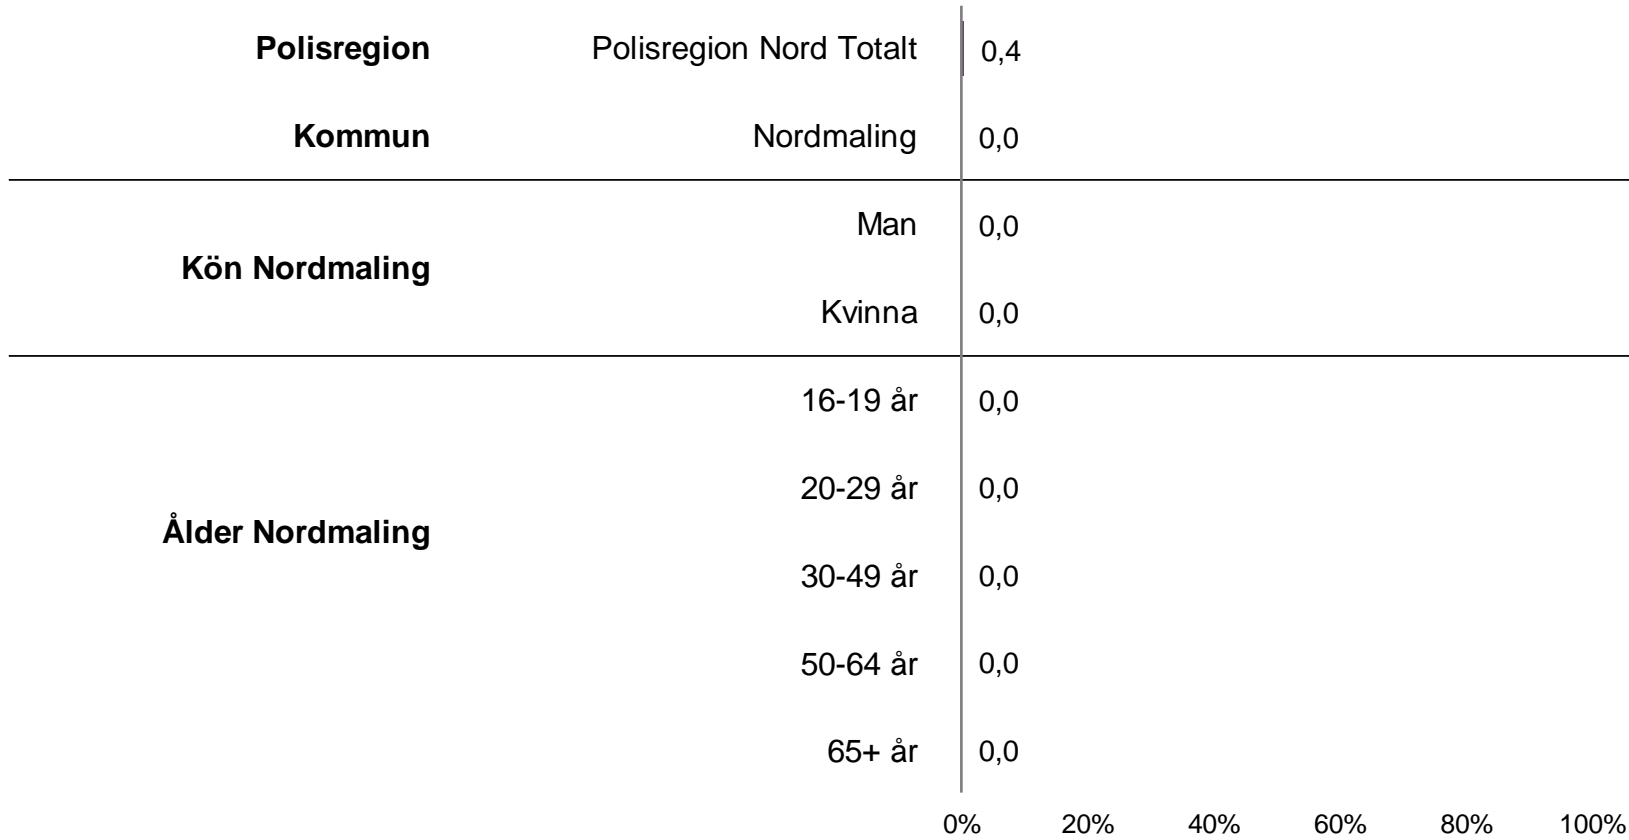 Polisregion Polisregion Nord Totalt 0,4
Kommun Nordmaling 0,0
Man 0,0
Kön Nordmaling
Kvinna 0,0
16-19 år 0,0
20-29 år 0,0
Ålder Nordmaling
30-49 år 0,0
50-64 år 0,0
65+ år 0,0
0% 20% 40% 60% 80% 100%